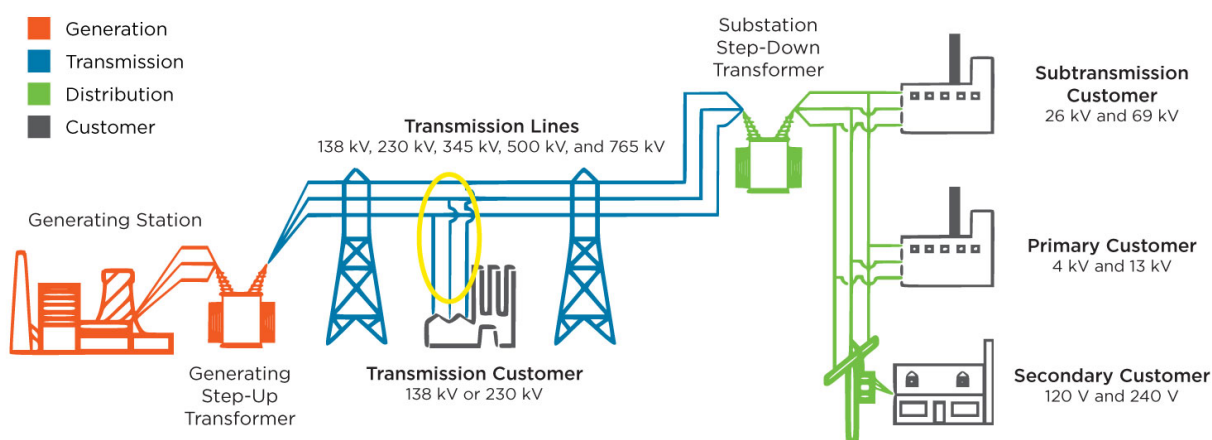 Generation
Transmission
Distribution
Customer
Generating Station
Generating
Step-Up
Transformer
Transmission Lines
138 kV, 230 kV, 345 kV, 500 kV, and 765 kV
Transmission Customer
138 kV or 230 kV
Substation
Step-Down
Transformer
Subtransmission
Customer
26 kV and 69 kV
Primary Customer
4 kV and 13 kV
Secondary Customer
120 V and 240 V